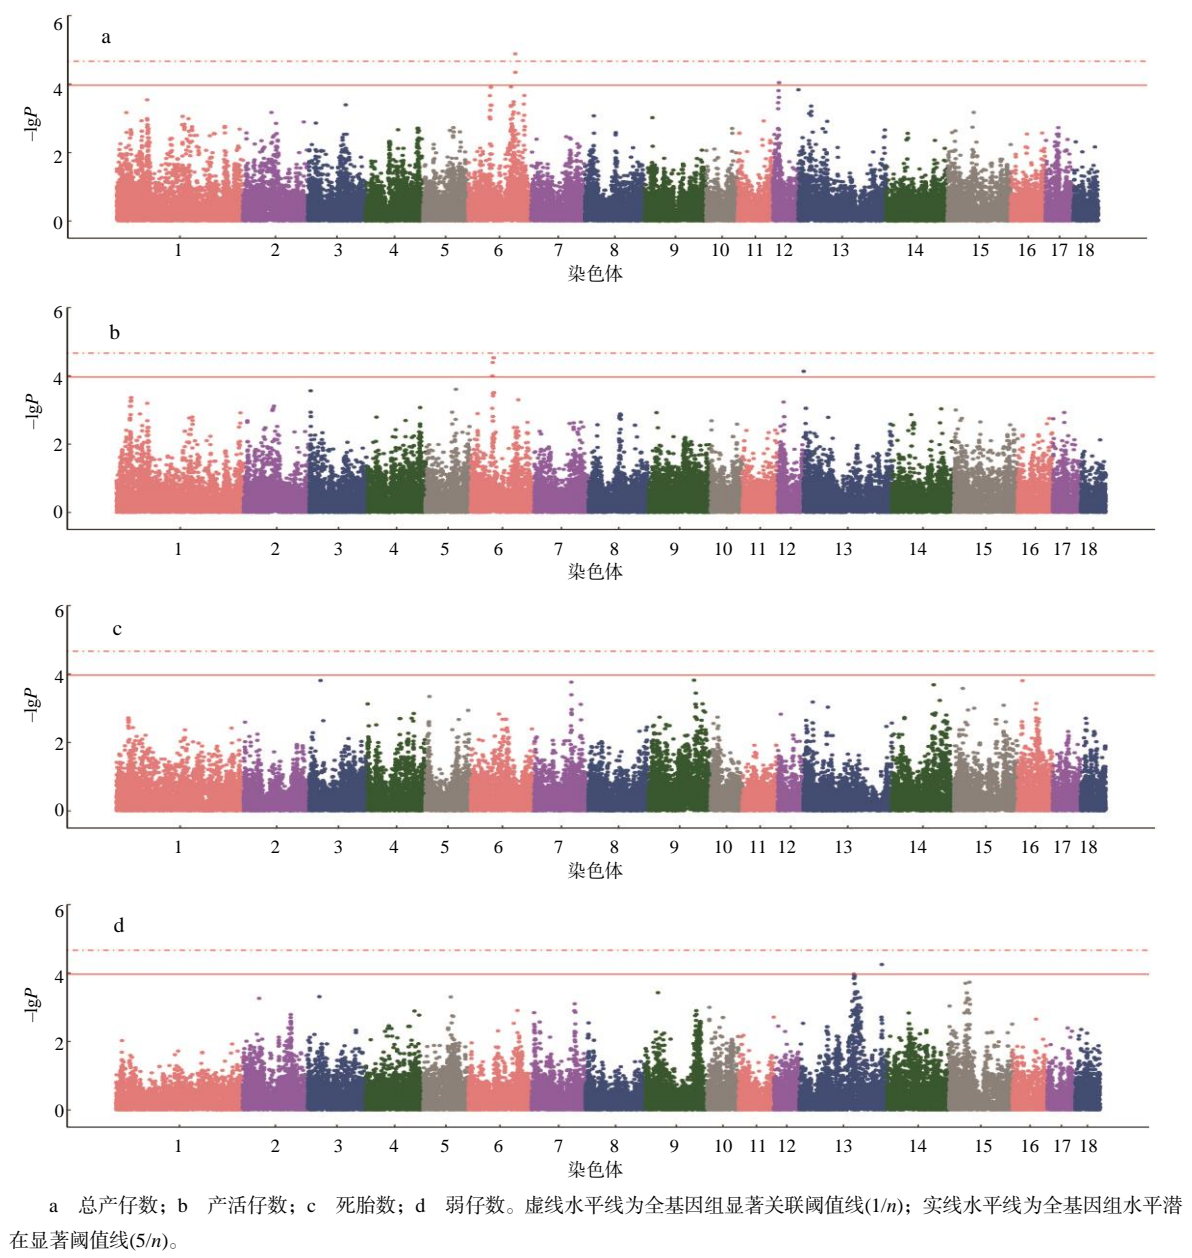 a
6
4
2
0
–lgP
1 2 3 4 5 6 7 8 9 10 11 12 13 14 15 16 17 18
染色体
b
6
4
2
0
–lgP
1 2 3 4 5 6 7 8 9 10 11 12 13 14 15 16 17 18
染色体
c
6
4
2
0
–lgP
1 2 3 4 5 6 7 8 9 10 11 12 13 14 15 16 17 18
染色体
d
6
4
2
0
–lgP
1 2 3 4 5 6 7 8 9 10 11 12 13 14 15 16 17 18
染色体
a 总产仔数；b 产活仔数；c 死胎数；d 弱仔数。虚线水平线为全基因组显著关联阈值线(1/n)；实线水平线为全基因组水平潜
在显著阈值线(5/n)。